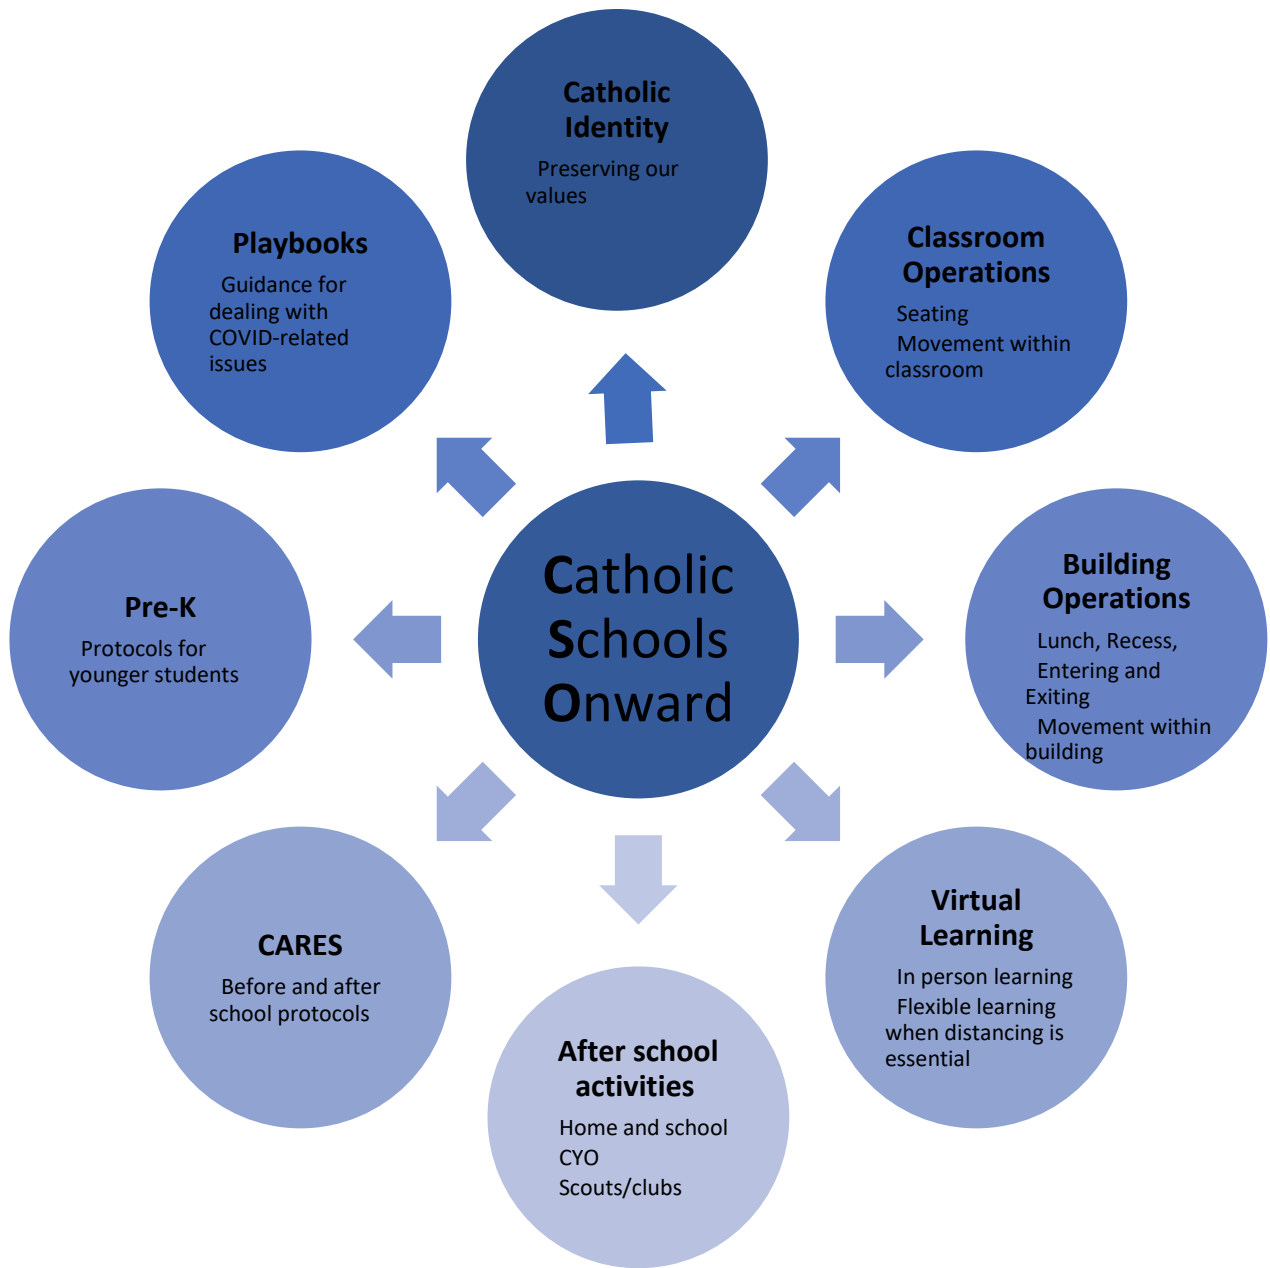 Catholic
Identity
Preserving our
values
Classroom
Operations
Seating
Movement within
classroom
Building
Operations
Lunch, Recess,
Entering and
Exiting
Movement within
building
Virtual
Learning
In person learning
Flexible learning
when distancing is
essential
After school
activities
Home and school
CYO
Scouts/clubs
CARES
Before and after
school protocols
Pre-K
Protocols for
younger students
Playbooks
Guidance for
dealing with
COVID-related
issues
Catholic
Schools
Onward